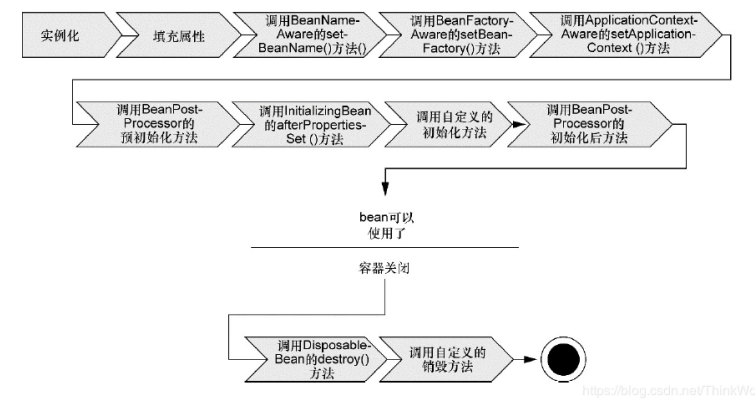 实例化
填充属性
调用BeanName-
Aware的set-
BeanName()方法()
调用BeanFactory-
Aware的setBean-
Factory()方法
调用ApplicationContext-
Aware的setApplication-
Context ()方法
调用BeanPost-
Processor的
预初始化方法
调用InitializingBean
的afterProperties-
Set ()方法
调用自定义的
初始化方法
调用BeanPost-
Processor的
初始化后方法
bean可以
使用了
容器关闭
调用Disposable-
Bean的destroy()
方法
调用自定义的
销毁方法
https://blog.csdn.net/ThinkWo